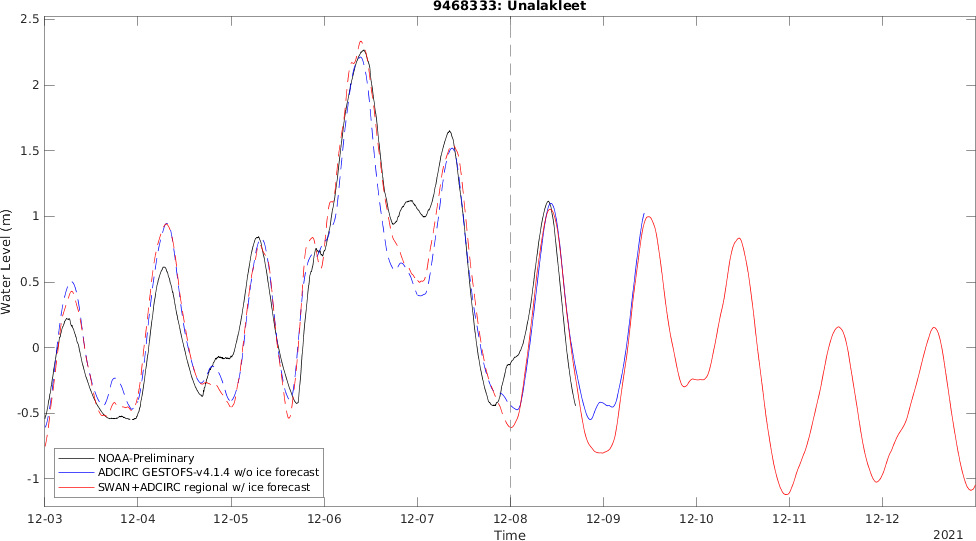 9468333: Unalakleet
2.5
2
1.5
1
0.5
0
-0.5
-1
Water Level (m)
NOAA-Preliminary
ADCIRC GESTOFS-v4.1.4 w/o ice forecast
SWAN+ADCIRC regional w/ ice forecast
12-03 12-04 12-05 12-06 12-07 12-08 12-09 12-10 12-11 12-12
Time
2021